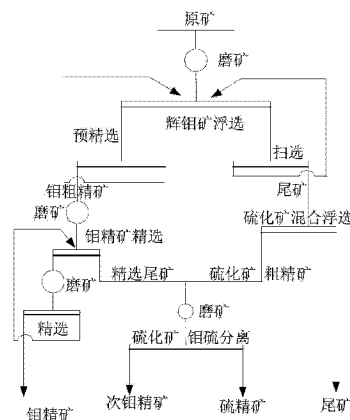 原矿
磨矿
辉钼矿浮选
预精选
扫选
钼粗精矿
尾矿
磨矿
硫化矿混合浮选
钼精矿精选
精选尾矿
硫化矿 粗精矿
磨矿
磨矿
精选
硫化矿 钼硫分离
钼精矿
次钼精矿
硫精矿
尾矿